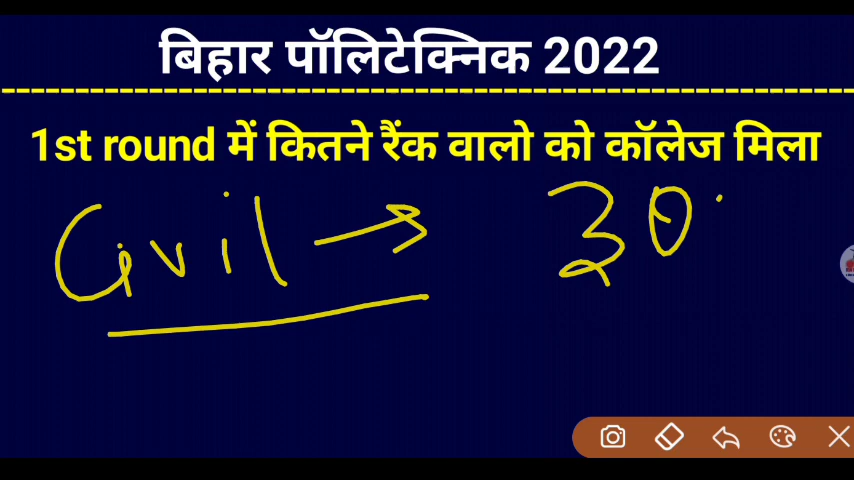 बिहार पॉलिटेक्निक 2022
1st round में कितने रैंक वालो को कॉलेज मिला
Civil → 30